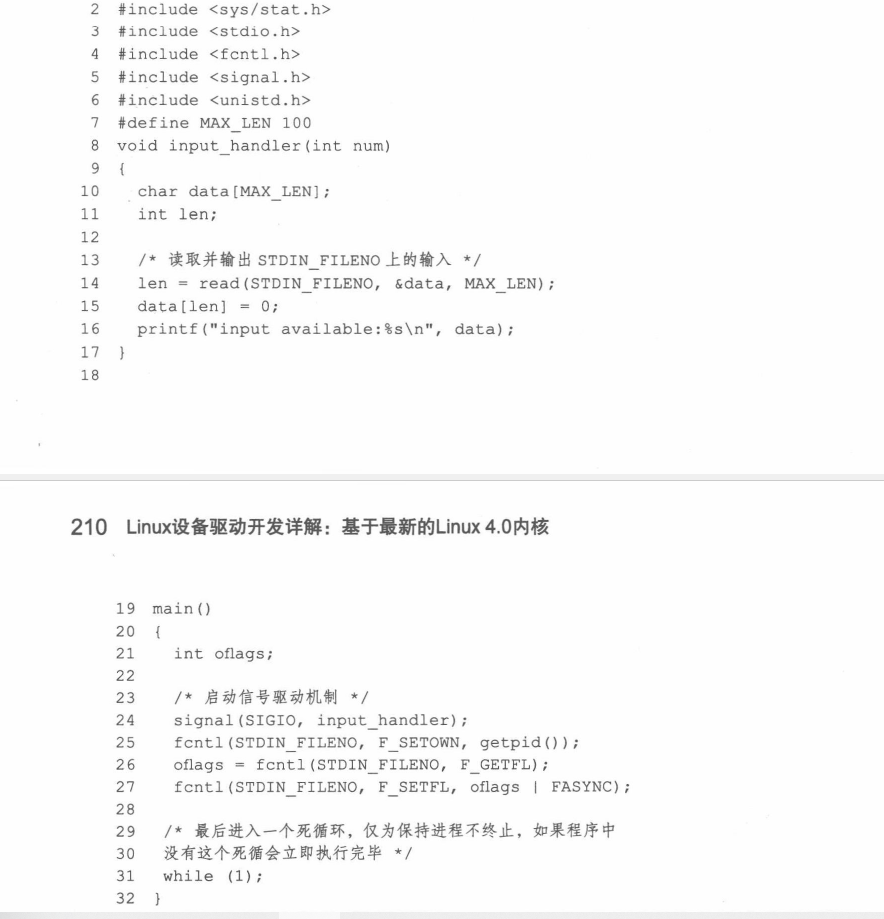 2 #include <sys/stat.h>
3 #include <stdio.h>
4 #include <fcntl.h>
5 #include <signal.h>
6 #include <unistd.h>
7 #define MAX_LEN 100
8 void input_handler(int num)
9 {
10 char data[MAX_LEN];
11 int len;
12
13 /* 读取并输出 STDIN_FILENO 上的输入 */
14 len = read(STDIN_FILENO, &data, MAX_LEN);
15 data[len] = 0;
16 printf("input available:%s\n", data);
17 }
18
210 Linux设备驱动开发详解：基于最新的Linux 4.0内核
19 main()
20 {
21 int oflags;
22
23 /* 启动信号驱动机制 */
24 signal(SIGIO, input_handler);
25 fcntl(STDIN_FILENO, F_SETOWN, getpid());
26 oflags = fcntl(STDIN_FILENO, F_GETFL);
27 fcntl(STDIN_FILENO, F_SETFL, oflags | FASYNC);
28
29 /* 最后进入一个死循环，仅为保持进程不终止，如果程序中
30 没有这个死循会立即执行完毕 */
31 while (1);
32 }